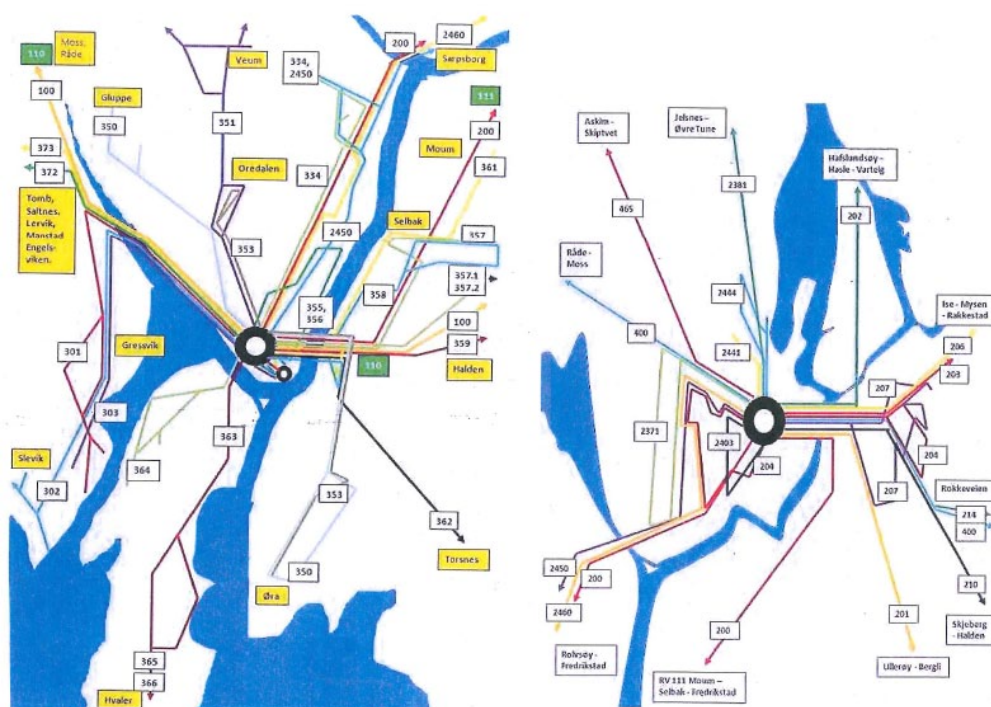 110
Moss,
Råde
Veum
200
2460
334,
2450
Sarpsborg
111
100
Gluppe
350
351
200
Moum
373
361
372
Oredalen
334
Tomb,
Saltnes,
Lervik,
Manstad
Engels-
viken.
353
2450
Selbak
357
357.1
357.2
355,
356
358
100
359
301
Gressvik
110
Halden
303
363
364
Slevik
302
353
362
Torsnes
350
Øra
365
366
Hvaler
Askim -
Skiptvet
Jelsnes –
Øvre Tune
Hafslandsøy –
Hasle - Varteig
465
2381
202
Råde -
Moss
2444
Ise - Mysen
- Rakkestad
400
2441
206
203
207
2371
2403
204
204
207
Rokkeveien
214
400
2450
200
210
2460
201
Skjeberg -
Halden
Rolvsøy -
Fredrikstad
200
RV 111 Moum –
Selbak - Fredrikstad
Ullerøy - Bergli